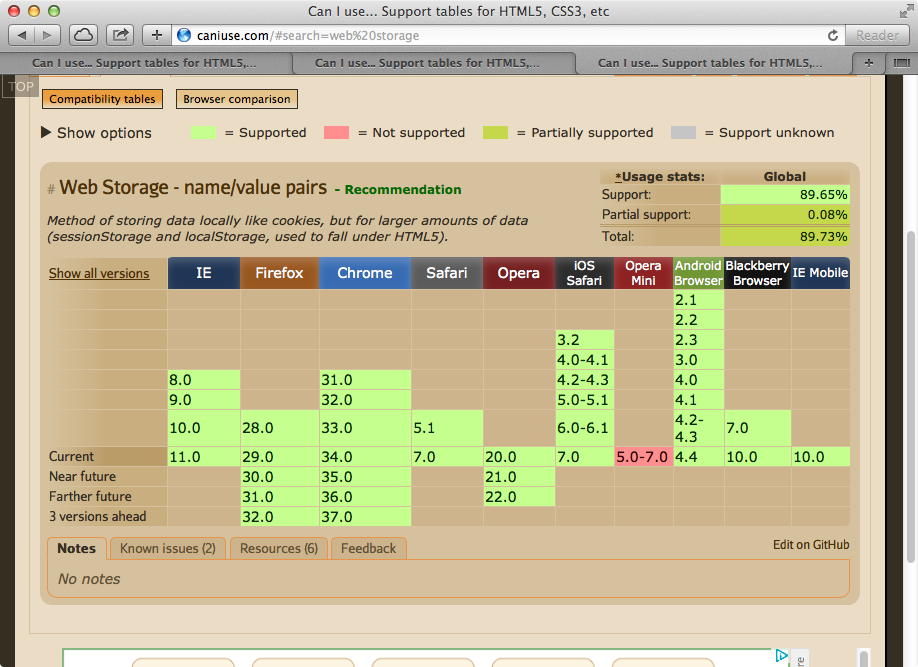 Can I use... Support tables for HTML5, CSS3, etc
caniuse.com/#search=web%20storage
Reader
Can I use... Support tables for HTML5,...
Can I use... Support tables for HTML5,...
Can I use... Support tables for HTML5,...
TOP
Compatibility tables
Browser comparison
Show options
= Supported
= Not supported
= Partially supported
= Support unknown
# Web Storage - name/value pairs - Recommendation
Method of storing data locally like cookies, but for larger amounts of data
(sessionStorage and localStorage, used to fall under HTML5).
*Usage stats: Global
Support: 89.65%
Partial support: 0.08%
Total: 89.73%
Show all versions IE Firefox Chrome Safari Opera iOS Safari Opera Mini Android Browser Blackberry Browser IE Mobile
2.1
2.2
3.2 2.3
4.0-4.1 3.0
8.0 31.0 4.2-4.3 4.0
9.0 32.0 5.0-5.1 4.1
10.0 28.0 33.0 5.1 6.0-6.1 4.2-4.3 7.0
Current 11.0 29.0 34.0 7.0 20.0 7.0 5.0-7.0 4.4 10.0 10.0
Near future 30.0 35.0 21.0
Farther future 31.0 36.0 22.0
3 versions ahead 32.0 37.0
Notes
Known issues (2)
Resources (6)
Feedback
Edit on GitHub
No notes